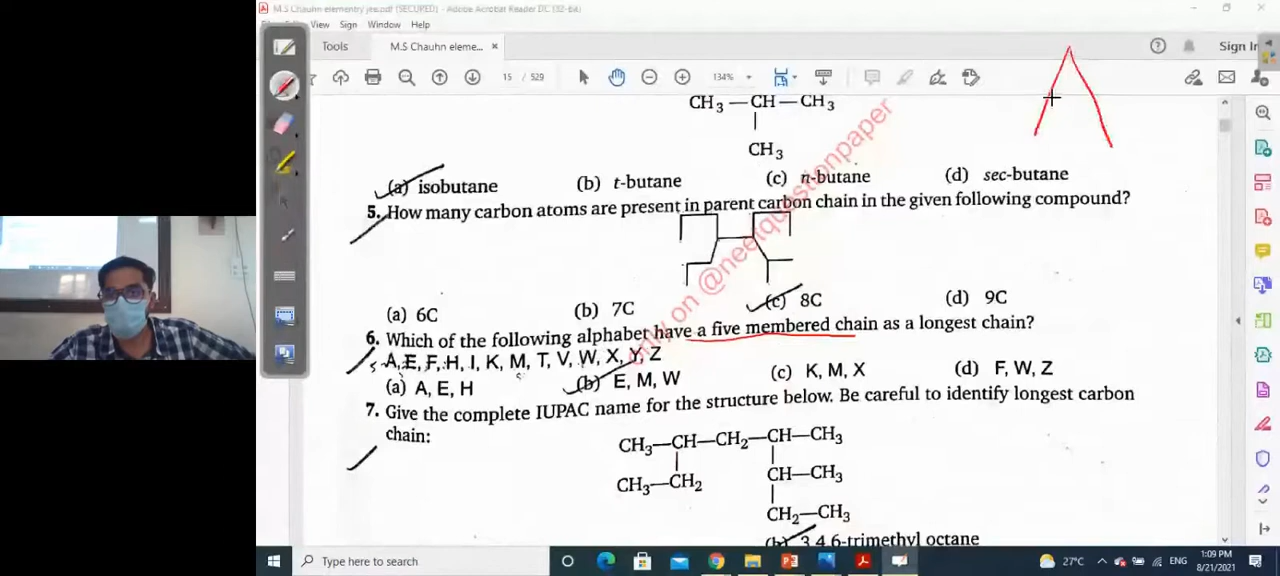 M.S Chauhn elementry jee.pdf (SECURED) - Adobe Acrobat Reader DC (32-bit)
View Sign Window Help
Tools M.S Chauhn eleme... × Sign In
15 / 529 134%
CH3—CH—CH3
CH3
(a) isobutane (b) t-butane (c) n-butane (d) sec-butane
5. How many carbon atoms are present in parent carbon chain in the given following compound?
(a) 6C (b) 7C (c) 8C (d) 9C
6. Which of the following alphabet have a five membered chain as a longest chain?
A, E, F, H, I, K, M, T, V, W, X, Y, Z
(a) A, E, H (b) E, M, W (c) K, M, X (d) F, W, Z
7. Give the complete IUPAC name for the structure below. Be careful to identify longest carbon
chain:
CH3—CH—CH2—CH—CH3
CH3—CH2 CH—CH3
CH2—CH3
(b) 3,4,6-trimethyl octane
only on @neetquestionpaper
Type here to search 27°C ENG 1:09 PM
8/21/2021